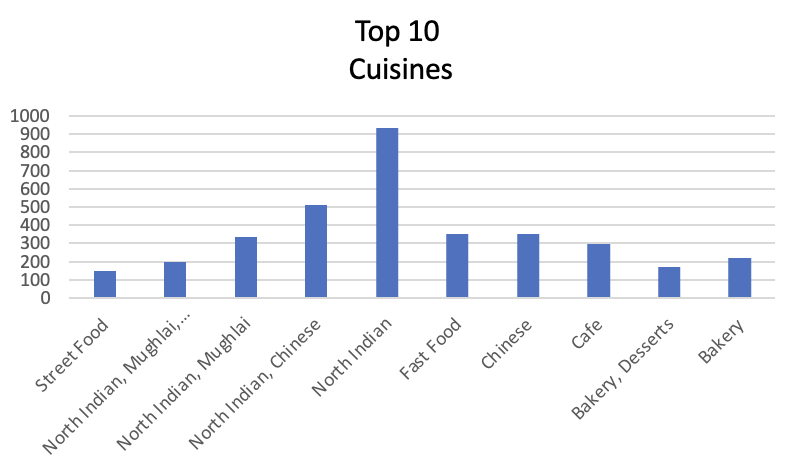 Top 10
Cuisines
1000
900
800
700
600
500
400
300
200
100
0
Street Food
North Indian, Mughlai,...
North Indian, Mughlai
North Indian, Chinese
North Indian
Fast Food
Chinese
Cafe
Bakery, Desserts
Bakery